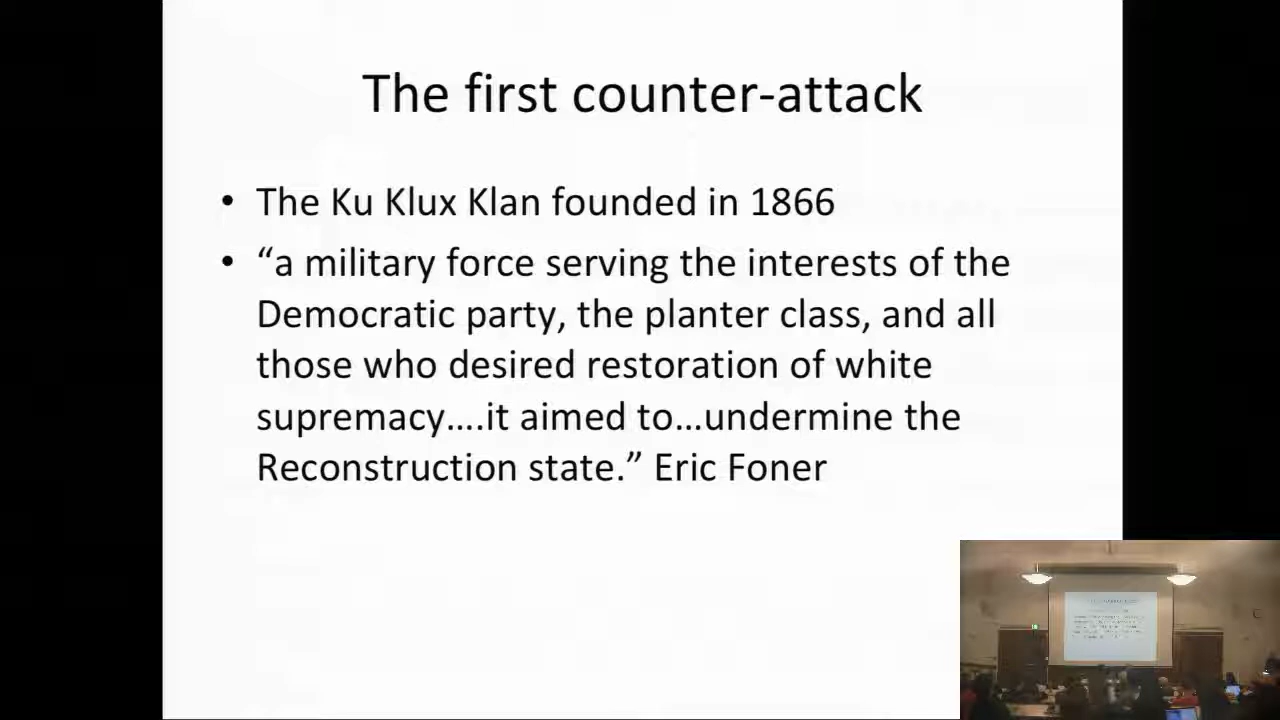 The first counter-attack
• The Ku Klux Klan founded in 1866
• “a military force serving the interests of the
Democratic party, the planter class, and all
those who desired restoration of white
supremacy….it aimed to…undermine the
Reconstruction state.” Eric Foner